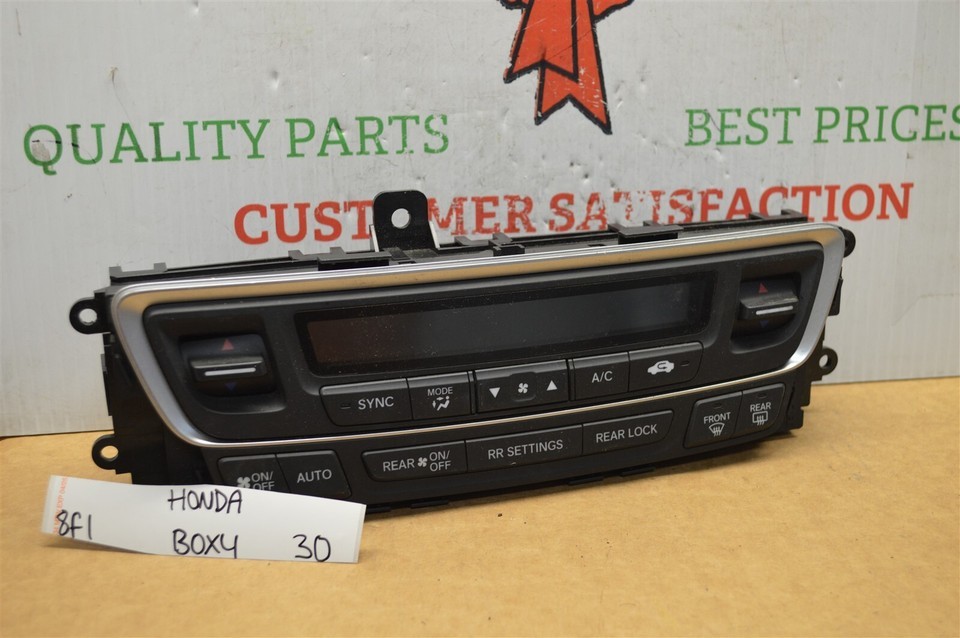 QUALITY PARTS
BEST PRICES
CUSTOMER SATISFACTION
SYNC
MODE
A/C
ON/
OFF
AUTO
REAR ON/
OFF
RR SETTINGS
REAR LOCK
FRONT
REAR
HONDA
8f1
BOX4
30